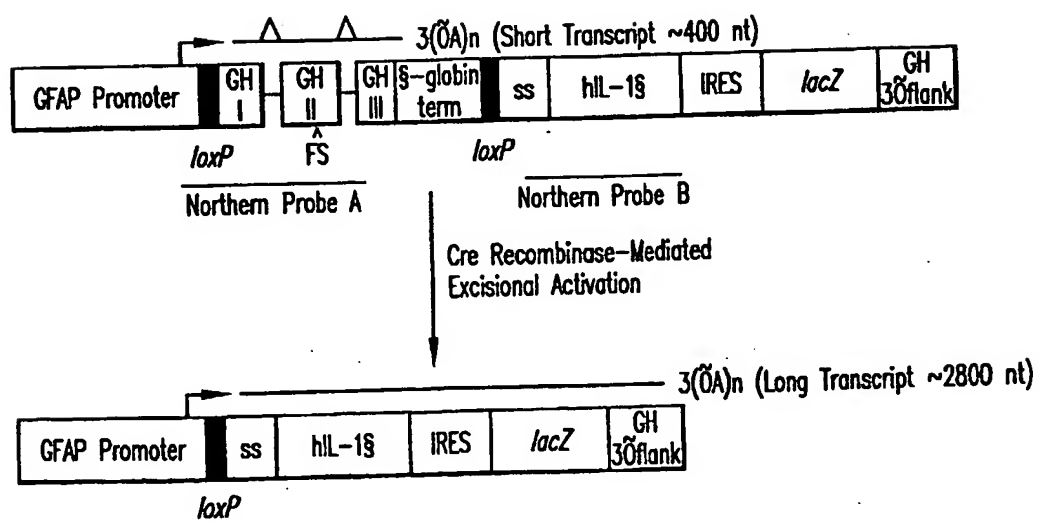 3(ÕA)n (Short Transcript ~400 nt)
GFAP Promoter
GH
I
GH
II
GH
III
§-globin
term
ss
hIL-1§
IRES
lacZ
GH
3Õflank
loxP
FS
loxP
Northern Probe A
Northern Probe B
Cre Recombinase-Mediated
Excisional Activation
3(ÕA)n (Long Transcript ~2800 nt)
GFAP Promoter
ss
hIL-1§
IRES
lacZ
GH
3Õflank
loxP